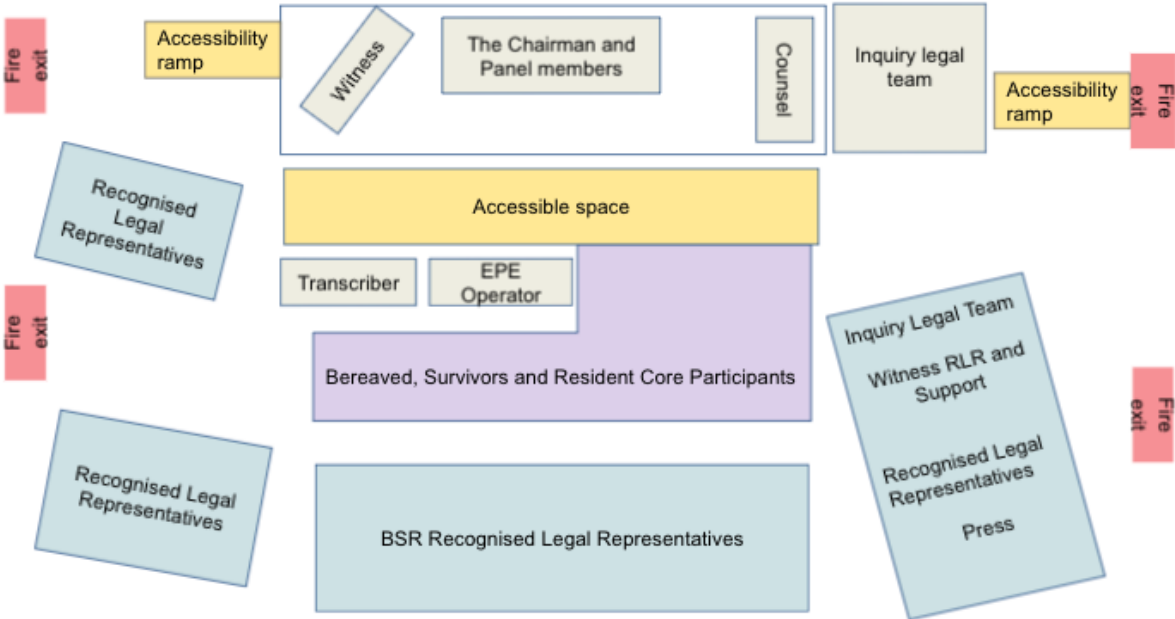 Fire
exit
Accessibility
ramp
Witness
The Chairman and
Panel members
Counsel
Inquiry legal
team
Accessibility
ramp
Fire
exit
Recognised
Legal
Representatives
Accessible space
Transcriber
EPE
Operator
Fire
exit
Bereaved, Survivors and Resident Core Participants
Inquiry Legal Team
Witness RLR and
Support
Recognised Legal
Representatives
Press
Fire
exit
Recognised Legal
Representatives
BSR Recognised Legal Representatives